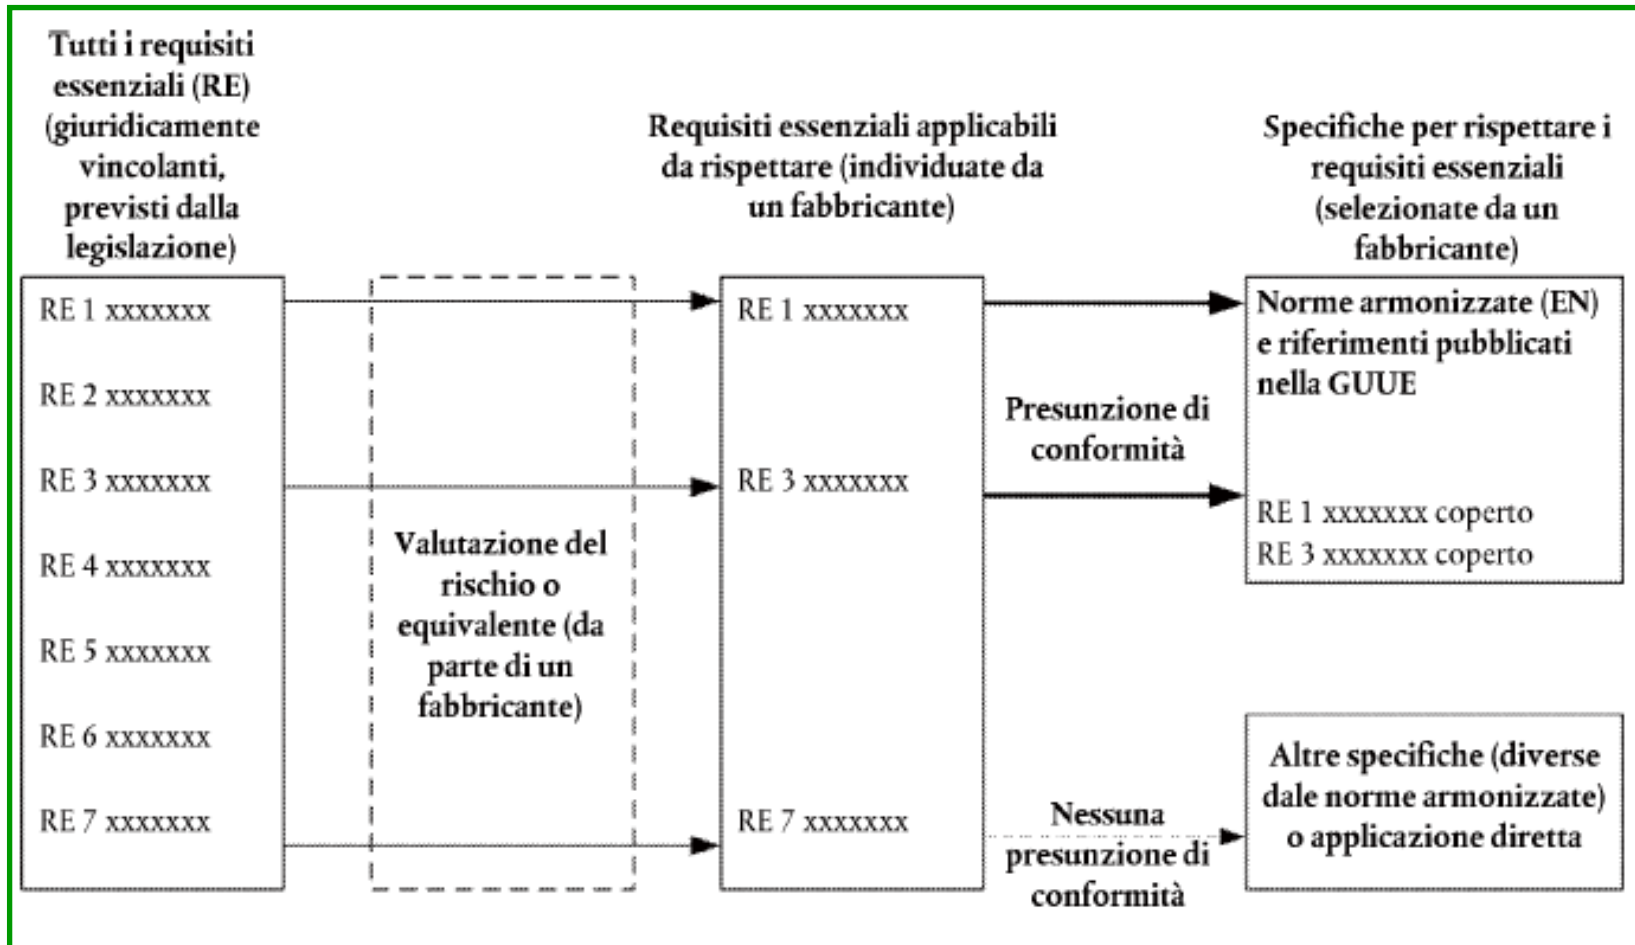 Tutti i requisiti
essenziali (RE)
(giuridicamente
vincolanti,
previsti dalla
legislazione)
RE 1 xxxxxxx
RE 2 xxxxxxx
RE 3 xxxxxxx
RE 4 xxxxxxx
RE 5 xxxxxxx
RE 6 xxxxxxx
RE 7 xxxxxxx
Valutazione del
rischio o
equivalente (da
parte di un
fabbricante)
Requisiti essenziali applicabili
da rispettare (individuate da
un fabbricante)
RE 1 xxxxxxx
RE 3 xxxxxxx
RE 7 xxxxxxx
Presunzione di
conformità
Nessuna
presunzione di
conformità
Specifiche per rispettare i
requisiti essenziali
(selezionate da un
fabbricante)
Norme armonizzate (EN)
e riferimenti pubblicati
nella GUUE
RE 1 xxxxxxx coperto
RE 3 xxxxxxx coperto
Altre specifiche (diverse
dale norme armonizzate)
o applicazione diretta